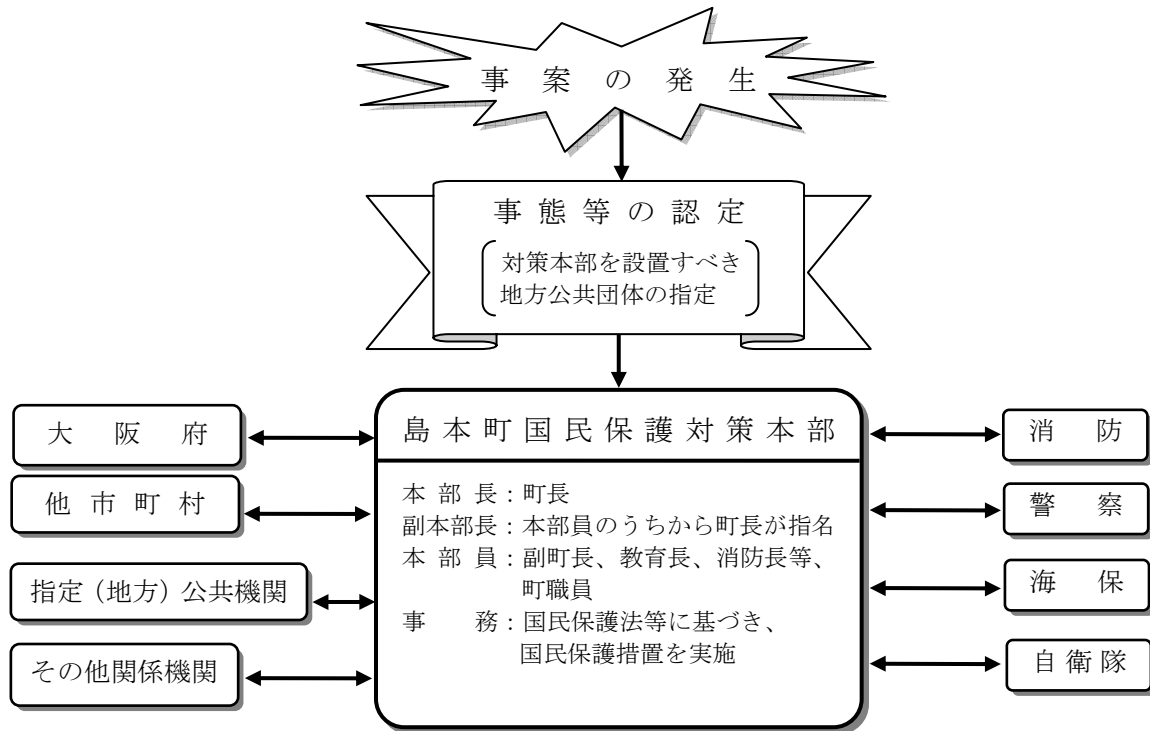 事案の発生
事態等の認定
対策本部を設置すべき
地方公共団体の指定
島本町国民保護対策本部
本部長：町長
副本部長：本部員のうちから町長が指名
本部員：副町長、教育長、消防長等、
町職員
事　務：国民保護法等に基づき、
国民保護措置を実施
大阪府
他市町村
指定（地方）公共機関
その他関係機関
消防
警察
海保
自衛隊